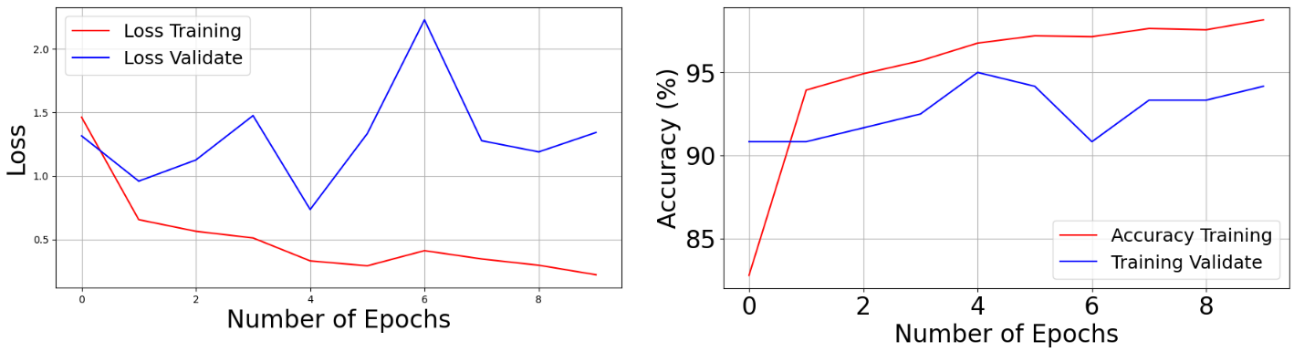 Loss Training
Loss Validate
2.0
1.5
1.0
0.5
Loss
0 2 4 6 8
Number of Epochs
95
90
85
Accuracy (%)
Accuracy Training
Training Validate
0 2 4 6 8
Number of Epochs